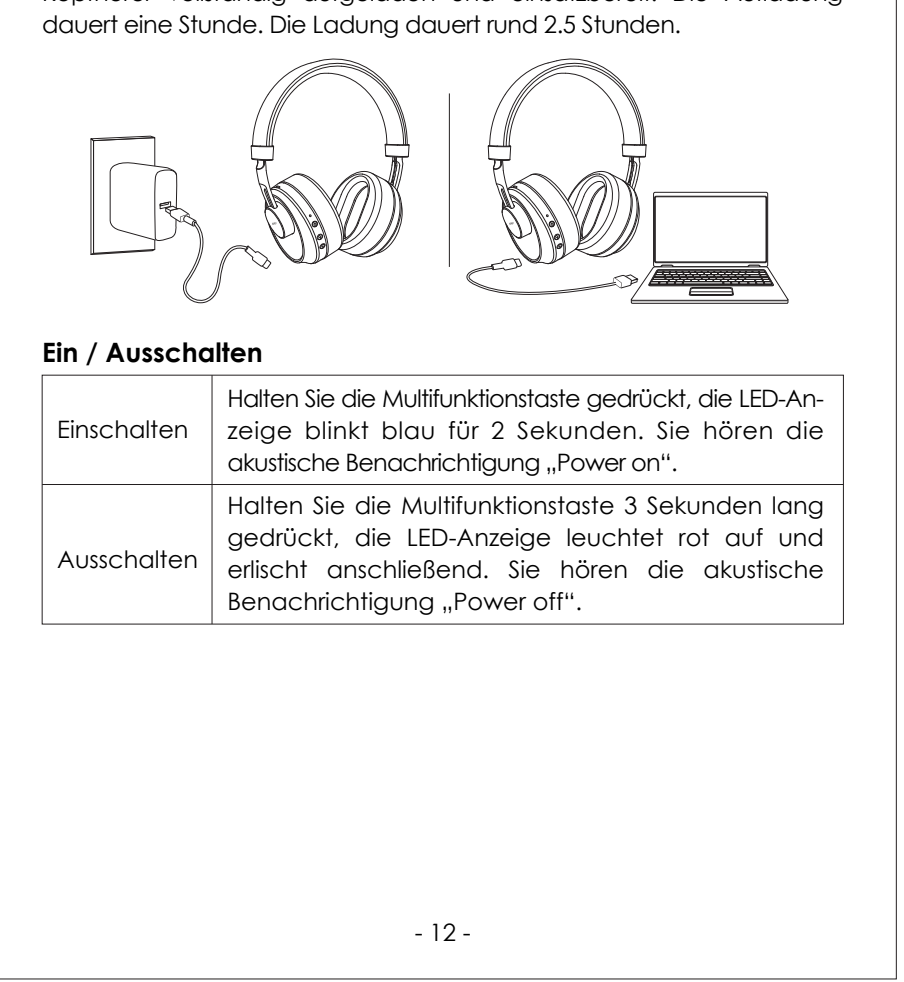 dauert eine Stunde. Die Ladung dauert rund 2.5 Stunden.
Ein / Ausschalten
Einschalten
Halten Sie die Multifunktionstaste gedrückt, die LED-An-
zeige blinkt blau für 2 Sekunden. Sie hören die
akustische Benachrichtigung „Power on“.
Ausschalten
Halten Sie die Multifunktionstaste 3 Sekunden lang
gedrückt, die LED-Anzeige leuchtet rot auf und
erlischt anschließend. Sie hören die akustische
Benachrichtigung „Power off“.
- 12 -